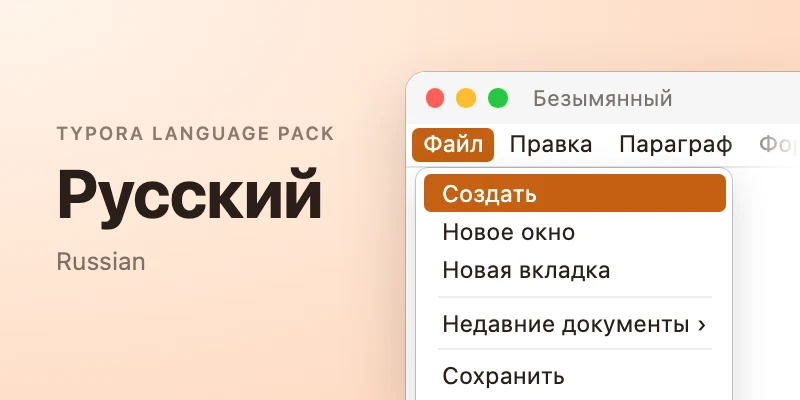 TYPORA LANGUAGE PACK
Русский
Russian
Безымянный
Файл Правка Параграф
Создать
Новое окно
Новая вкладка
Недавние документы ›
Сохранить